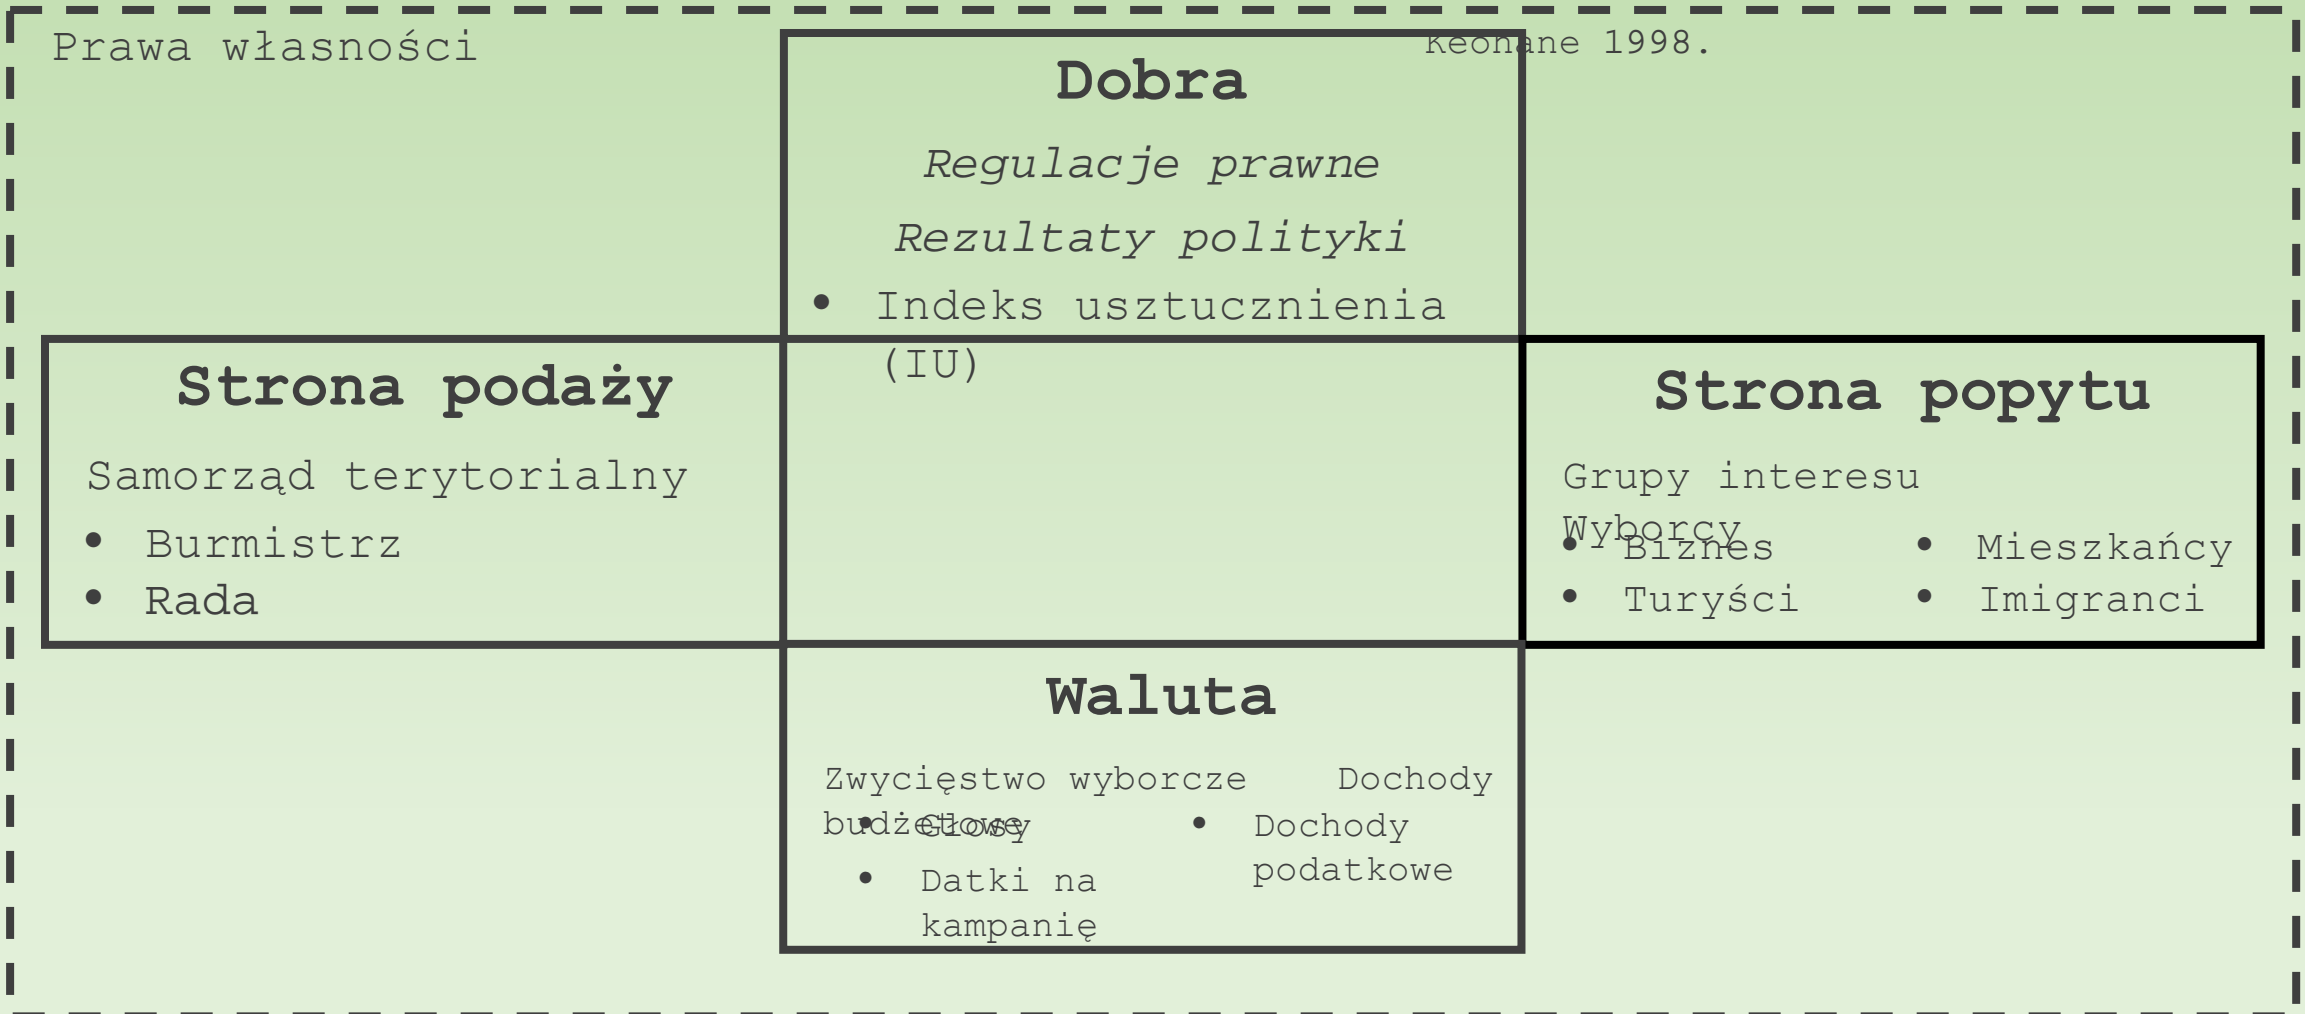 Prawa własności
Keohane 1998.
Dobra
Regulacje prawne
Rezultaty polityki
• Indeks usztucznienia
(IU)
Strona podaży
Samorząd terytorialny
• Burmistrz
• Rada
Strona popytu
Grupy interesu
Wyborcy
• Biznes
• Mieszkańcy
• Turyści
• Imigranci
Waluta
Zwycięstwo wyborcze Dochody
budżetowe
• Głosy
• Datki na
kampanię
• Dochody
podatkowe